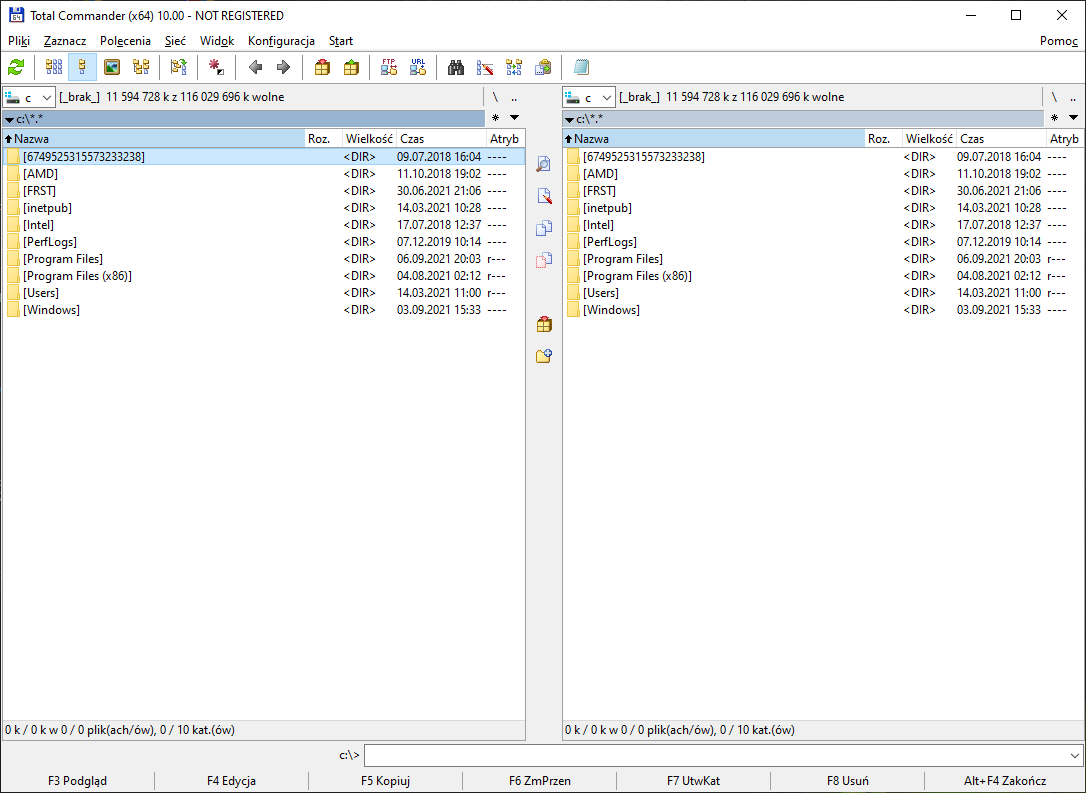 Total Commander (x64) 10.00 - NOT REGISTERED
Pliki Zaznacz Polecenia Sieć Widok Konfiguracja Start Pomoc
FTP URL
c [_brak_] 11 594 728 k z 116 029 696 k wolne \ ..
c:\*.* * 
Nazwa Roz. Wielkość Czas Atryb
[6749525315573233238] <DIR> 09.07.2018 16:04 ----
[AMD] <DIR> 11.10.2018 19:02 ----
[FRST] <DIR> 30.06.2021 21:06 ----
[inetpub] <DIR> 14.03.2021 10:28 ----
[Intel] <DIR> 17.07.2018 12:37 ----
[PerfLogs] <DIR> 07.12.2019 10:14 ----
[Program Files] <DIR> 06.09.2021 20:03 r---
[Program Files (x86)] <DIR> 04.08.2021 02:12 r---
[Users] <DIR> 14.03.2021 11:00 r---
[Windows] <DIR> 03.09.2021 15:33 ----
0 k / 0 k w 0 / 0 plik(ach/ów), 0 / 10 kat.(ów)
c [_brak_] 11 594 728 k z 116 029 696 k wolne \ ..
c:\*.* *
Nazwa Roz. Wielkość Czas Atryb
[6749525315573233238] <DIR> 09.07.2018 16:04 ----
[AMD] <DIR> 11.10.2018 19:02 ----
[FRST] <DIR> 30.06.2021 21:06 ----
[inetpub] <DIR> 14.03.2021 10:28 ----
[Intel] <DIR> 17.07.2018 12:37 ----
[PerfLogs] <DIR> 07.12.2019 10:14 ----
[Program Files] <DIR> 06.09.2021 20:03 r---
[Program Files (x86)] <DIR> 04.08.2021 02:12 r---
[Users] <DIR> 14.03.2021 11:00 r---
[Windows] <DIR> 03.09.2021 15:33 ----
0 k / 0 k w 0 / 0 plik(ach/ów), 0 / 10 kat.(ów)
c:\>
F3 Podgląd F4 Edycja F5 Kopiuj F6 ZmPrzen F7 UtwKat F8 Usuń Alt+F4 Zakończ